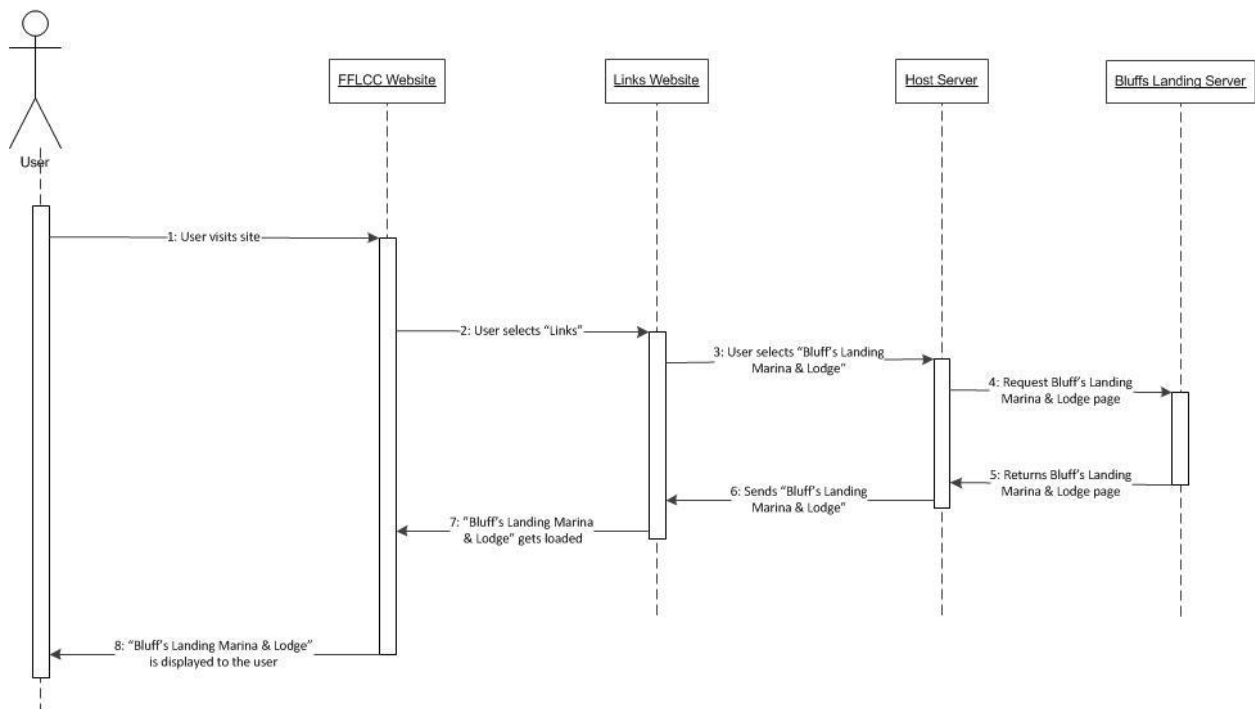 FFLCC Website
Links Website
Host Server
Bluffs Landing Server
User
1: User visits site
2: User selects “Links”
3: User selects “Bluff’s Landing
Marina & Lodge”
4: Request Bluff’s Landing
Marina & Lodge page
5: Returns Bluff’s Landing
Marina & Lodge page
6: Sends “Bluff’s Landing
Marina & Lodge”
7: “Bluff’s Landing Marina
& Lodge” gets loaded
8: “Bluff’s Landing Marina & Lodge”
is displayed to the user